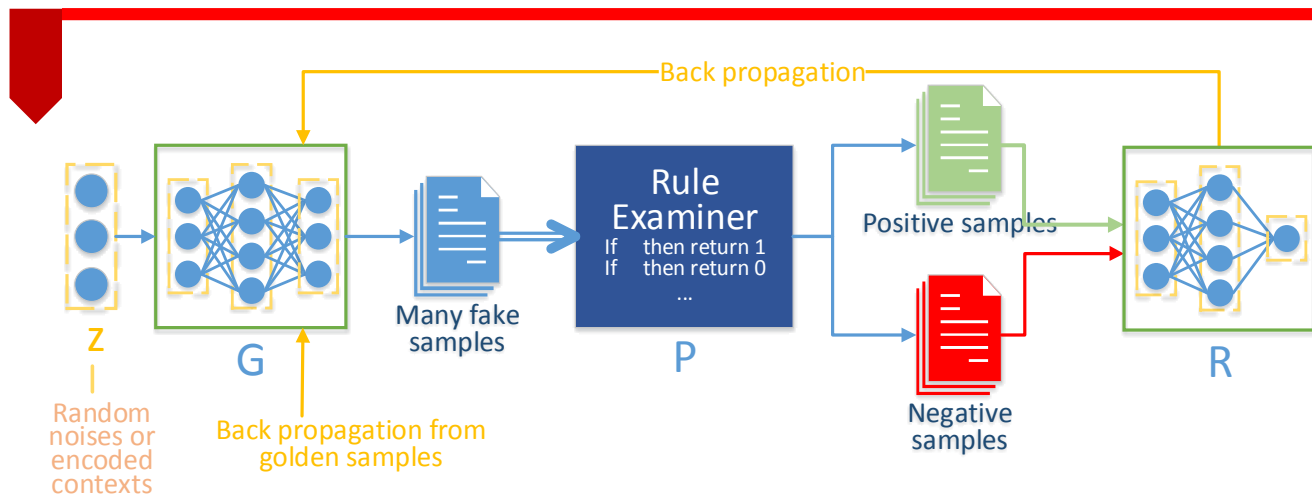 Back propagation
Rule
Examiner
If then return 1
If then return 0
...
Positive samples
Many fake
samples
Negative
samples
z
G
P
R
Random
noises or
encoded
contexts
Back propagation from
golden samples